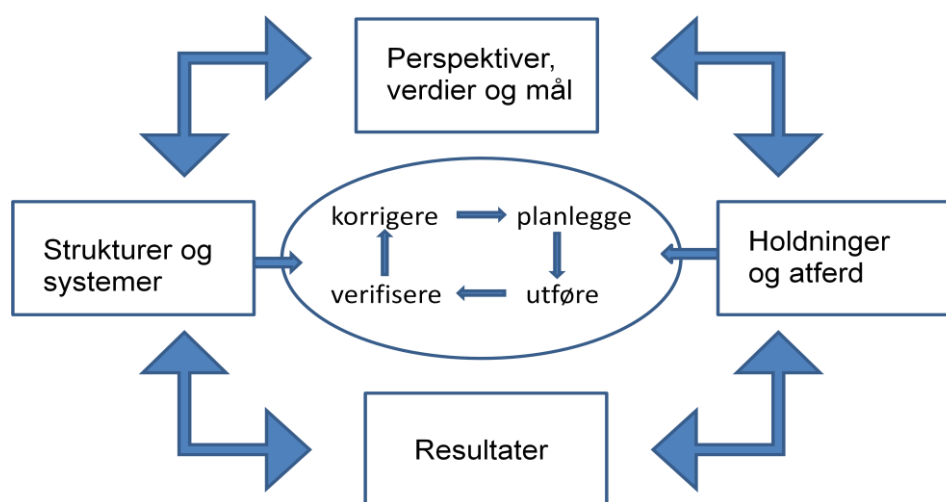 Perspektiver,
verdier og mål
Strukturer og
systemer
korrigere
planlegge
verifisere
utføre
Holdninger
og atferd
Resultater